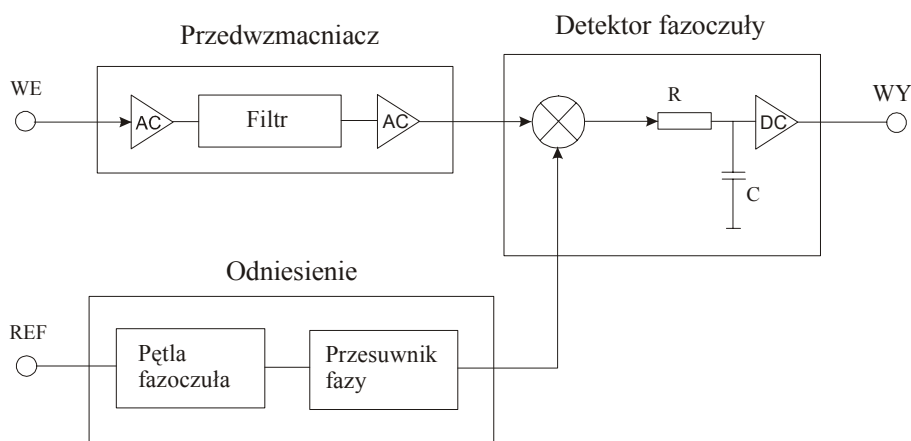 Przedwzmacniacz
Detektor fazoczuły
WE
AC
Filtr
AC
R
DC
WY
C
Odniesienie
REF
Pętla
fazoczuła
Przesuwnik
fazy